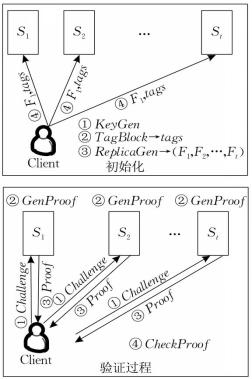 S₁
S₂
...
Sₜ
④ F₁,tags
④ F₁,tags
④ F₁,tags
① KeyGen
② TagBlock→tags
③ ReplicaGen→(F₁,F₂,⋯,Fₜ)
Client
初始化
② GenProof ② GenProof ② GenProof
S₁
S₂
...
Sₜ
① Challenge
③ Proof
① Challenge
③ Proof
① Challenge
③ Proof
④ CheckProof
Client
验证过程